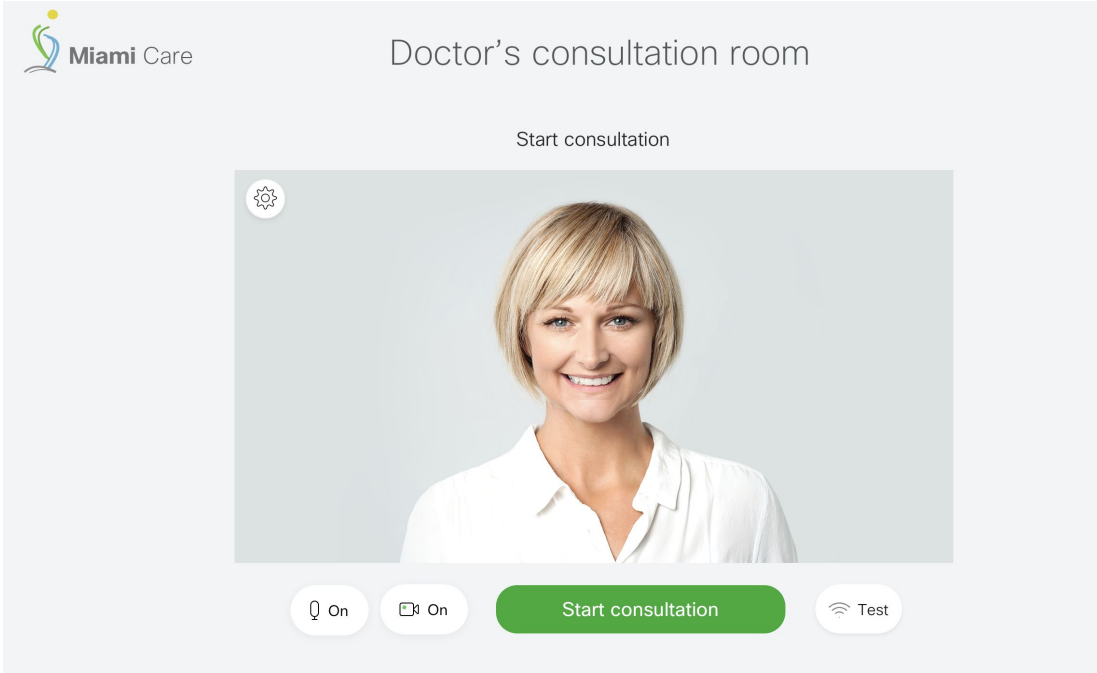 Miami Care
Doctor's consultation room
Start consultation
On
On
Start consultation
Test